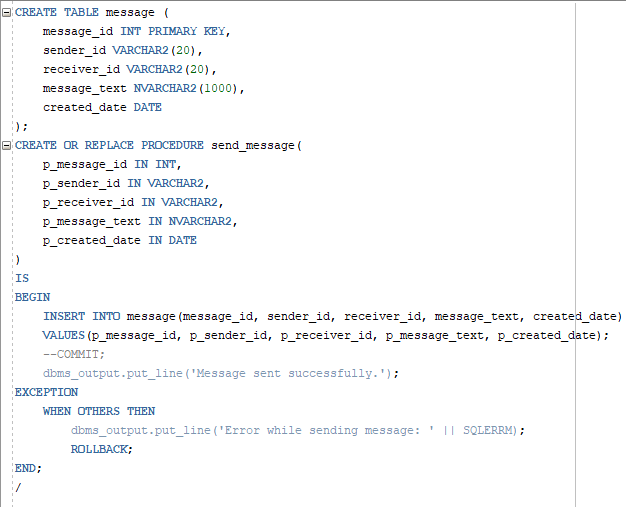 CREATE TABLE message (
    message_id INT PRIMARY KEY,
    sender_id VARCHAR2(20),
    receiver_id VARCHAR2(20),
    message_text NVARCHAR2(1000),
    created_date DATE
);
CREATE OR REPLACE PROCEDURE send_message(
    p_message_id IN INT,
    p_sender_id IN VARCHAR2,
    p_receiver_id IN VARCHAR2,
    p_message_text IN NVARCHAR2,
    p_created_date IN DATE
)
IS
BEGIN
    INSERT INTO message(message_id, sender_id, receiver_id, message_text, created_date)
    VALUES(p_message_id, p_sender_id, p_receiver_id, p_message_text, p_created_date);
    --COMMIT;
    dbms_output.put_line('Message sent successfully.');
EXCEPTION
    WHEN OTHERS THEN
        dbms_output.put_line('Error while sending message: ' || SQLERRM);
        ROLLBACK;
END;
/